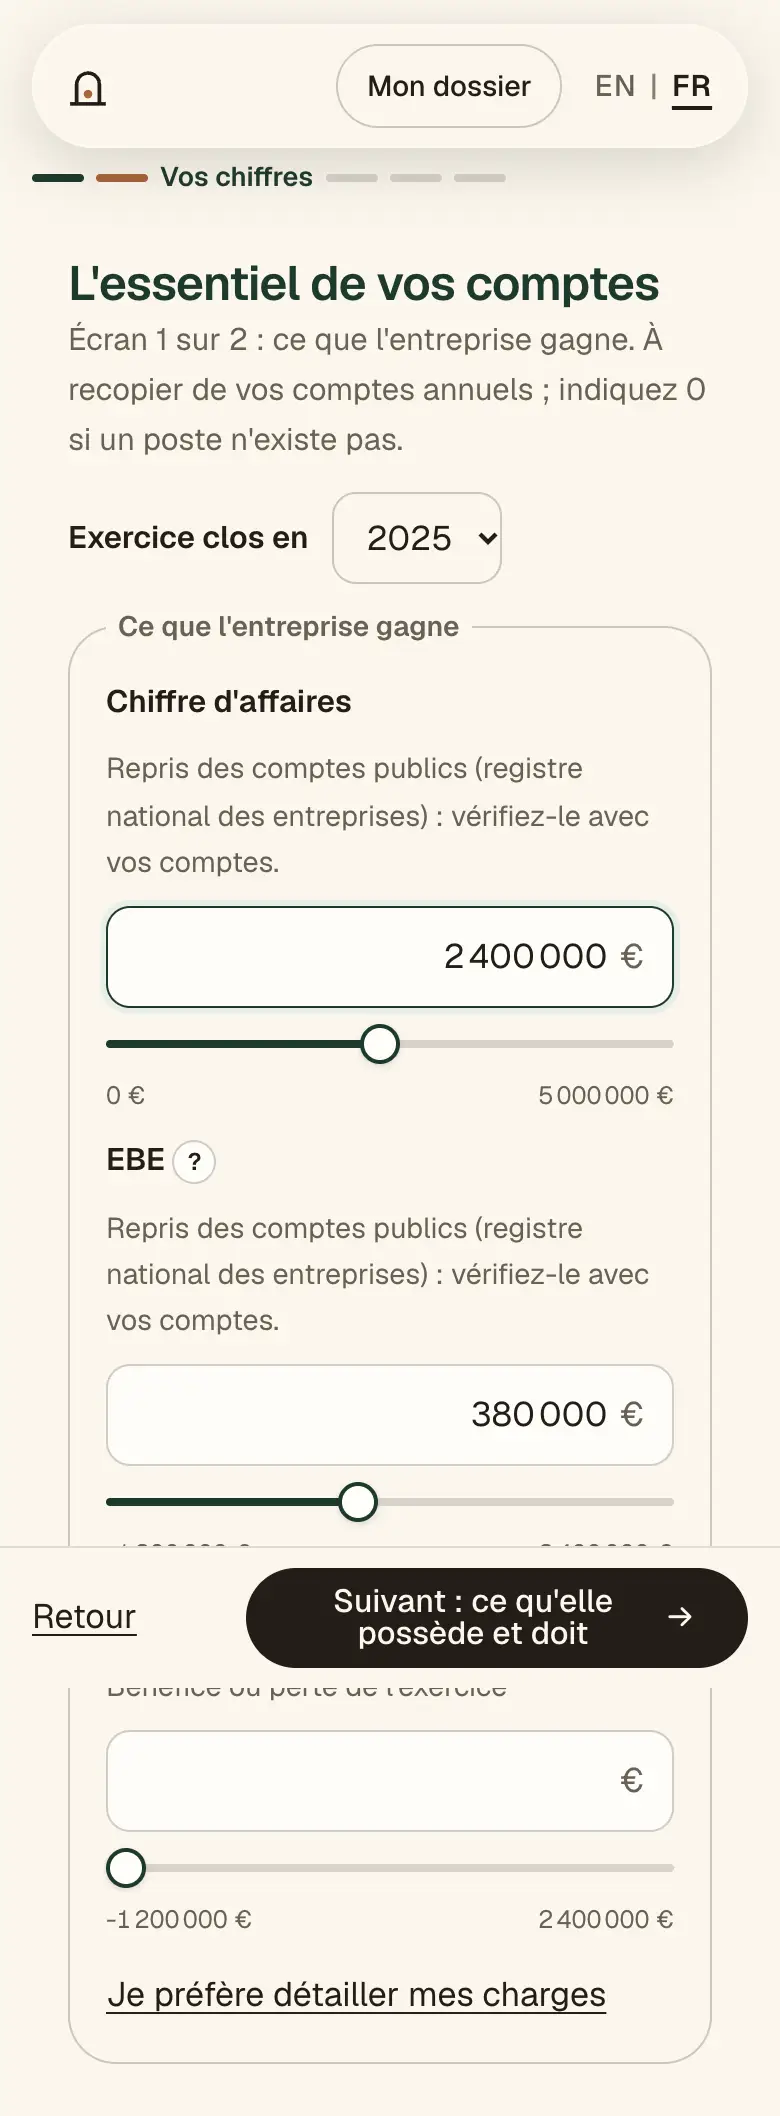 Mon dossier
EN | FR
Vos chiffres
L'essentiel de vos comptes
Écran 1 sur 2 : ce que l'entreprise gagne. À
recopier de vos comptes annuels ; indiquez 0
si un poste n'existe pas.
Exercice clos en 2025
Ce que l'entreprise gagne
Chiffre d'affaires
Repris des comptes publics (registre
national des entreprises) : vérifiez-le avec
vos comptes.
2 400 000 €
0 € 5 000 000 €
EBE ?
Repris des comptes publics (registre
national des entreprises) : vérifiez-le avec
vos comptes.
380 000 €
Retour
Suivant : ce qu'elle
possède et doit →
Bénéfice ou perte de l'exercice
€
-1 200 000 € 2 400 000 €
Je préfère détailler mes charges